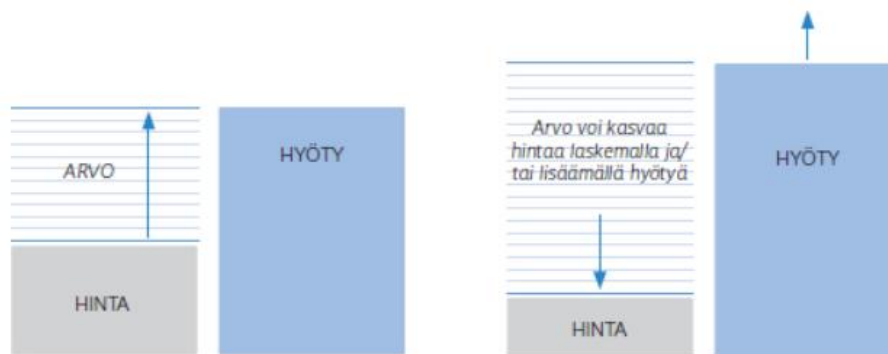 ARVO
HYÖTY
HINTA
Arvo voi kasvaa
hintaa laskemalla ja/
tai lisäämällä hyötyä
HYÖTY
HINTA